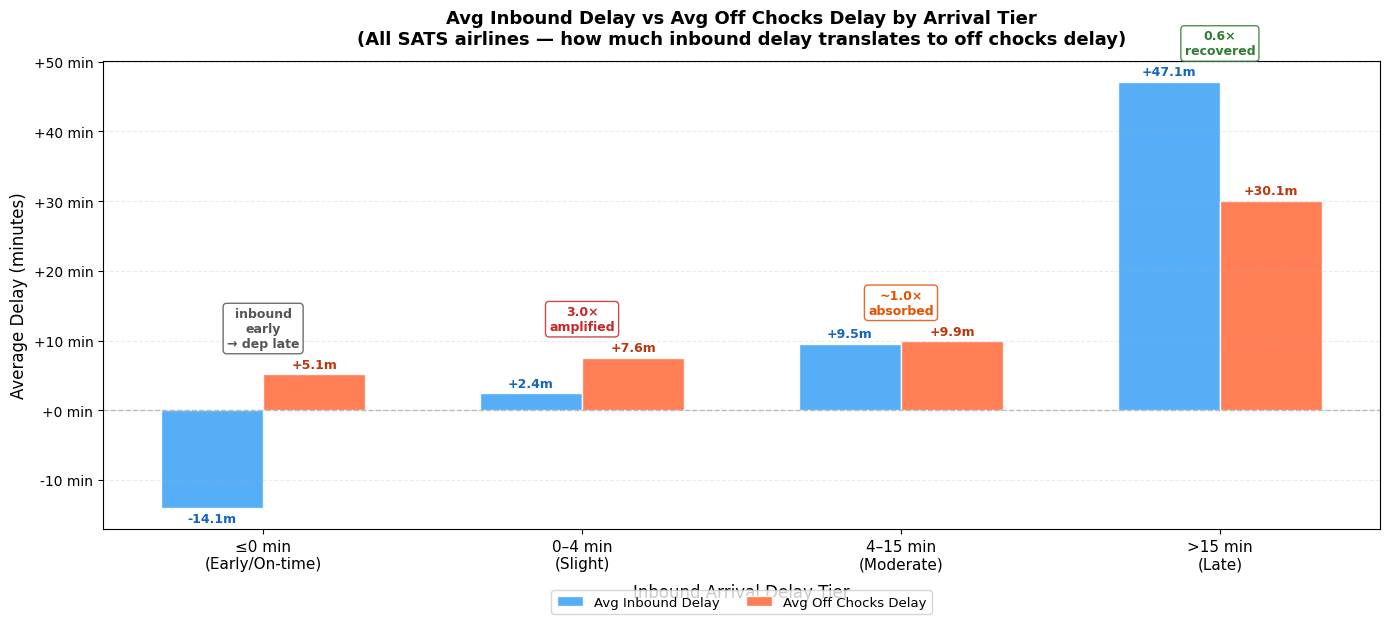 Avg Inbound Delay vs Avg Off Chocks Delay by Arrival Tier
(All SATS airlines — how much inbound delay translates to off chocks delay)
0.6×
recovered
+50 min
+47.1m
+40 min
+30 min
+30.1m
+20 min
inbound
early
→ dep late
3.0×
amplified
~1.0×
absorbed
+10 min
+5.1m
+2.4m
+7.6m
+9.5m
+9.9m
+0 min
-10 min
-14.1m
Average Delay (minutes)
≤0 min
(Early/On-time)
0–4 min
(Slight)
4–15 min
(Moderate)
>15 min
(Late)
Inbound Arrival Delay Tier
Avg Inbound Delay
Avg Off Chocks Delay